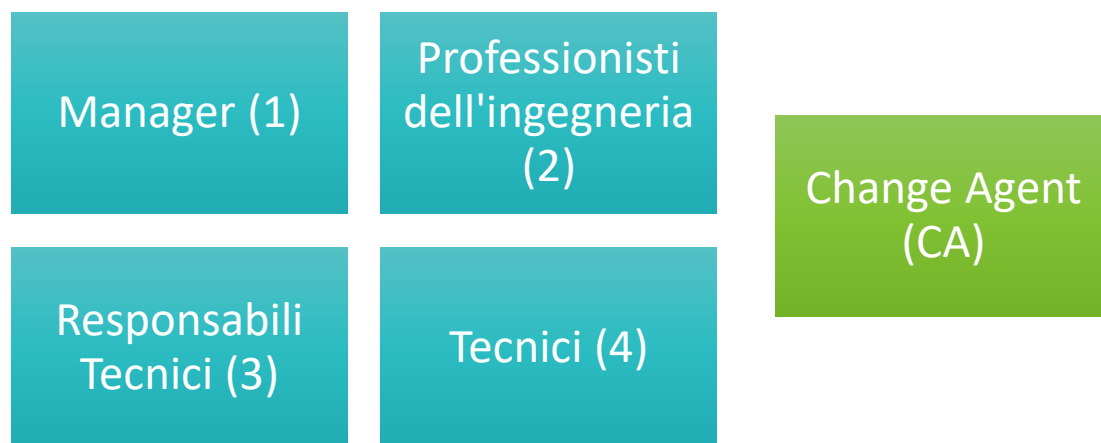 Manager (1)
Professionisti
dell'ingegneria
(2)
Change Agent
(CA)
Responsabili
Tecnici (3)
Tecnici (4)